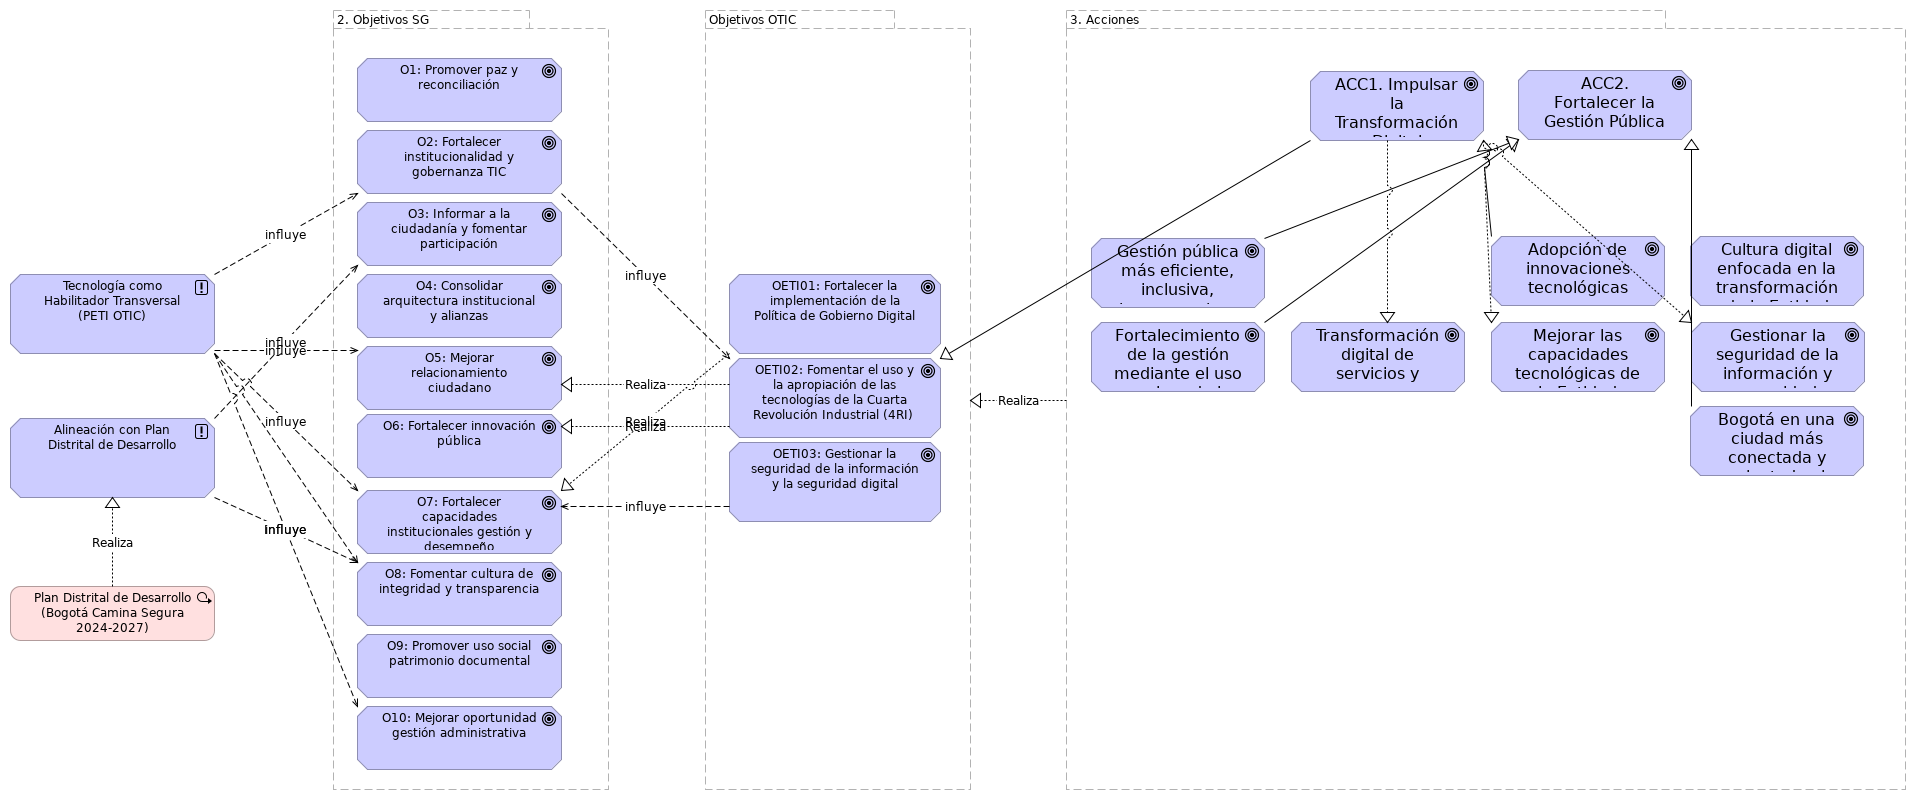 2. Objetivos SG
Objetivos OTIC
3. Acciones
O1: Promover paz y
reconciliación
O2: Fortalecer
institucionalidad y
gobernanza TIC
O3: Informar a la
ciudadanía y fomentar
participación
O4: Consolidar
arquitectura institucional
y alianzas
O5: Mejorar
relacionamiento
ciudadano
O6: Fortalecer innovación
pública
O7: Fortalecer
capacidades
institucionales gestión y
desempeño
O8: Fomentar cultura de
integridad y transparencia
O9: Promover uso social
patrimonio documental
O10: Mejorar oportunidad
gestión administrativa
influye
influye
influye
influye
influye
influye
Tecnología como
Habilitador Transversal
(PETI OTIC)
Alineación con Plan
Distrital de Desarrollo
Realiza
Plan Distrital de Desarrollo
(Bogotá Camina Segura
2024-2027)
influye
Realiza
Realiza
Realiza
influye
OETI01: Fortalecer la
implementación de la
Política de Gobierno Digital
OETI02: Fomentar el uso y
la apropiación de las
tecnologías de la Cuarta
Revolución Industrial (4RI)
OETI03: Gestionar la
seguridad de la información
y la seguridad digital
Realiza
ACC1. Impulsar
la
Transformación
ACC2.
Fortalecer la
Gestión Pública
Gestión pública
más eficiente,
inclusiva,
Adopción de
innovaciones
tecnológicas
Cultura digital
enfocada en la
transformación
Fortalecimiento
de la gestión
mediante el uso
Transformación
digital de
servicios y
Mejorar las
capacidades
tecnológicas de
Gestionar la
seguridad de la
información y
Bogotá en una
ciudad más
conectada y